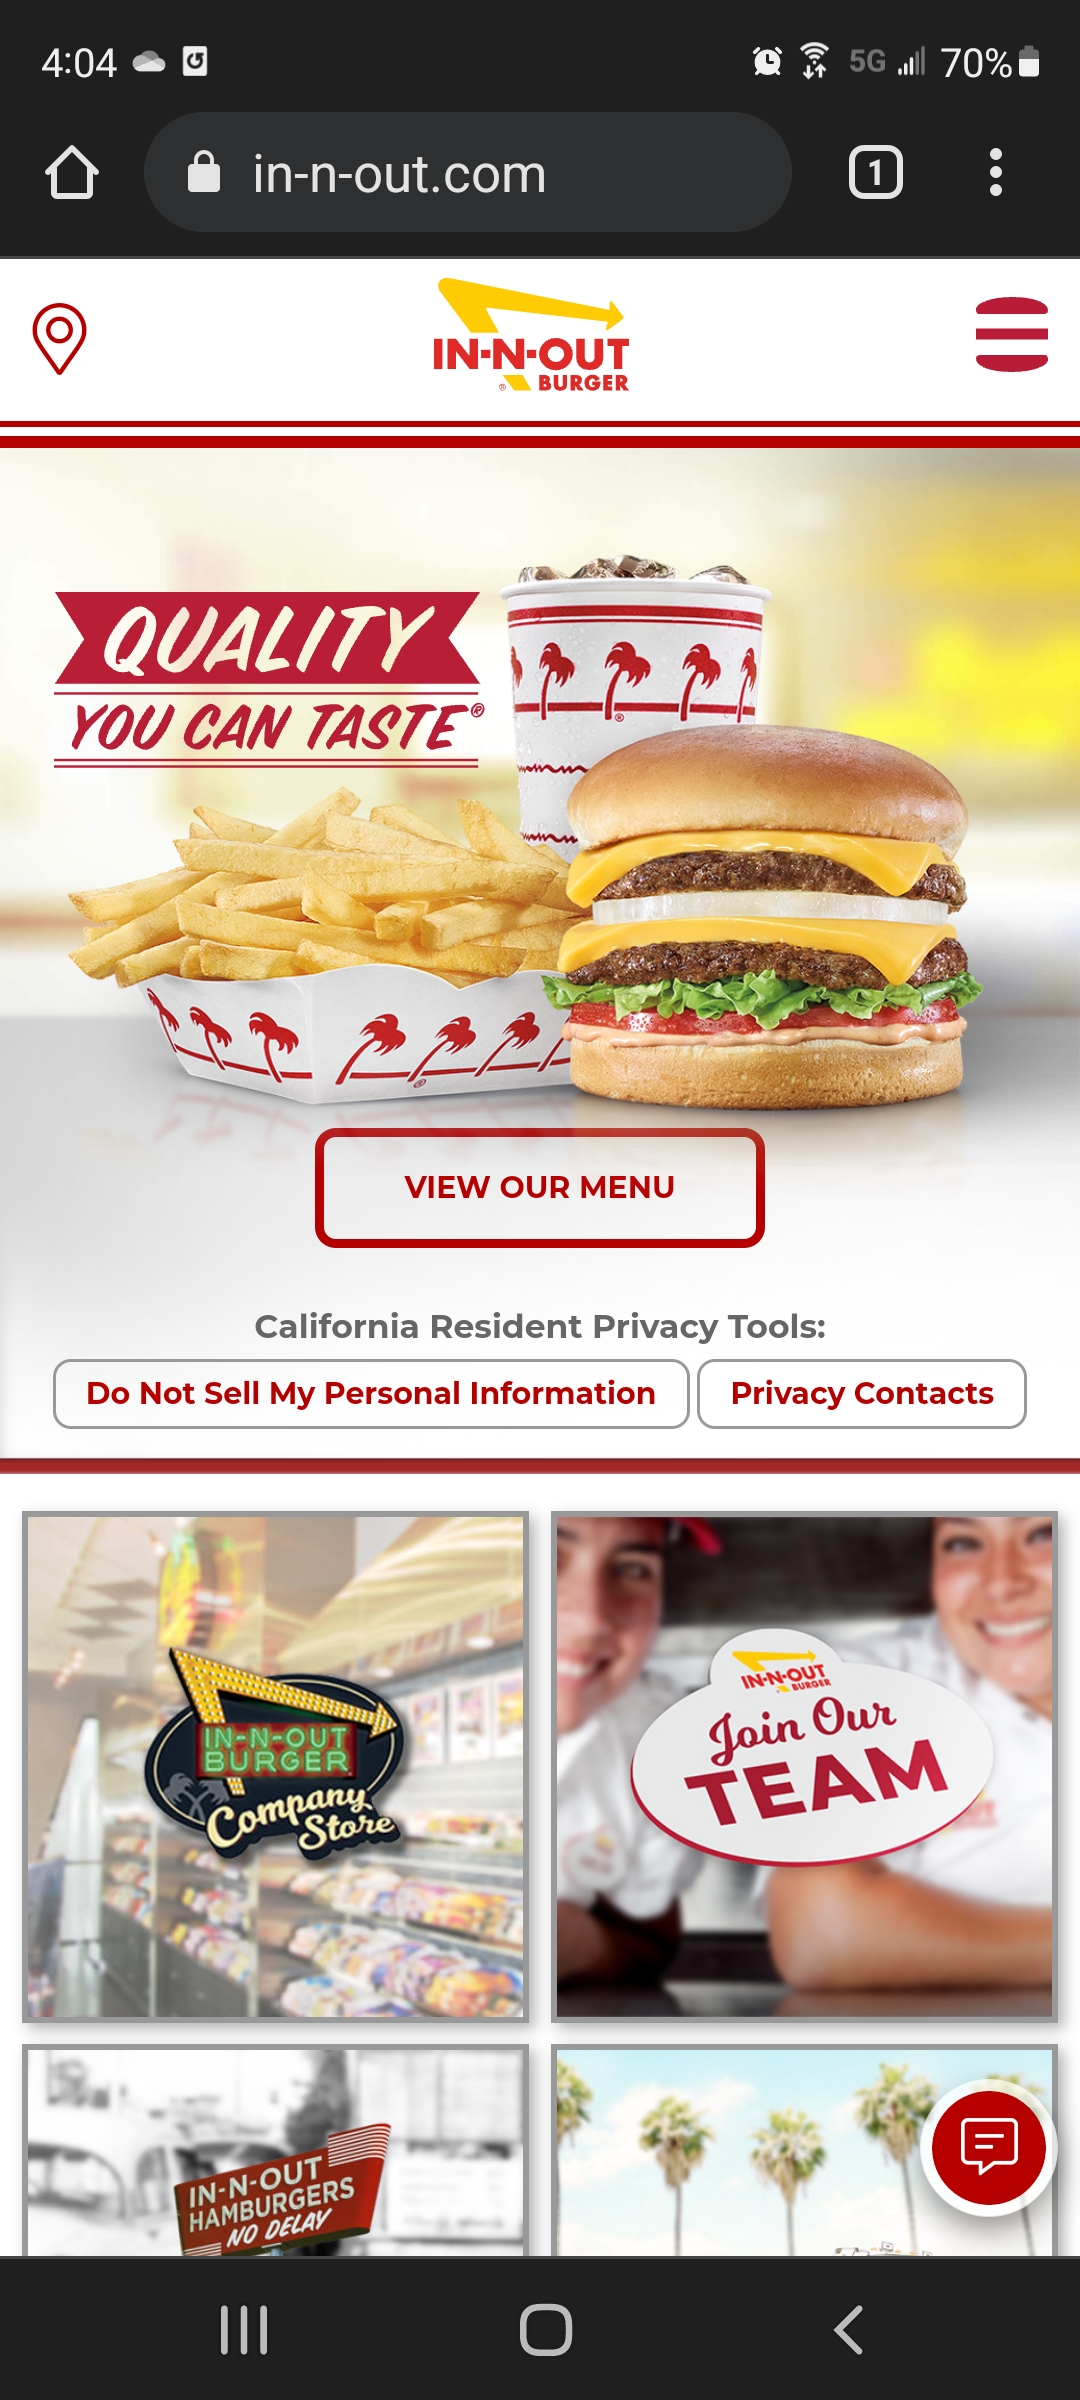 4:04
5G
70%
in-n-out.com
1
IN-N-OUT
® BURGER
QUALITY
YOU CAN TASTE®
VIEW OUR MENU
California Resident Privacy Tools:
Do Not Sell My Personal Information
Privacy Contacts
IN-N-OUT
BURGER
Company
Store
IN-N-OUT
BURGER
Join Our
TEAM
IN-N-OUT
HAMBURGERS
NO DELAY